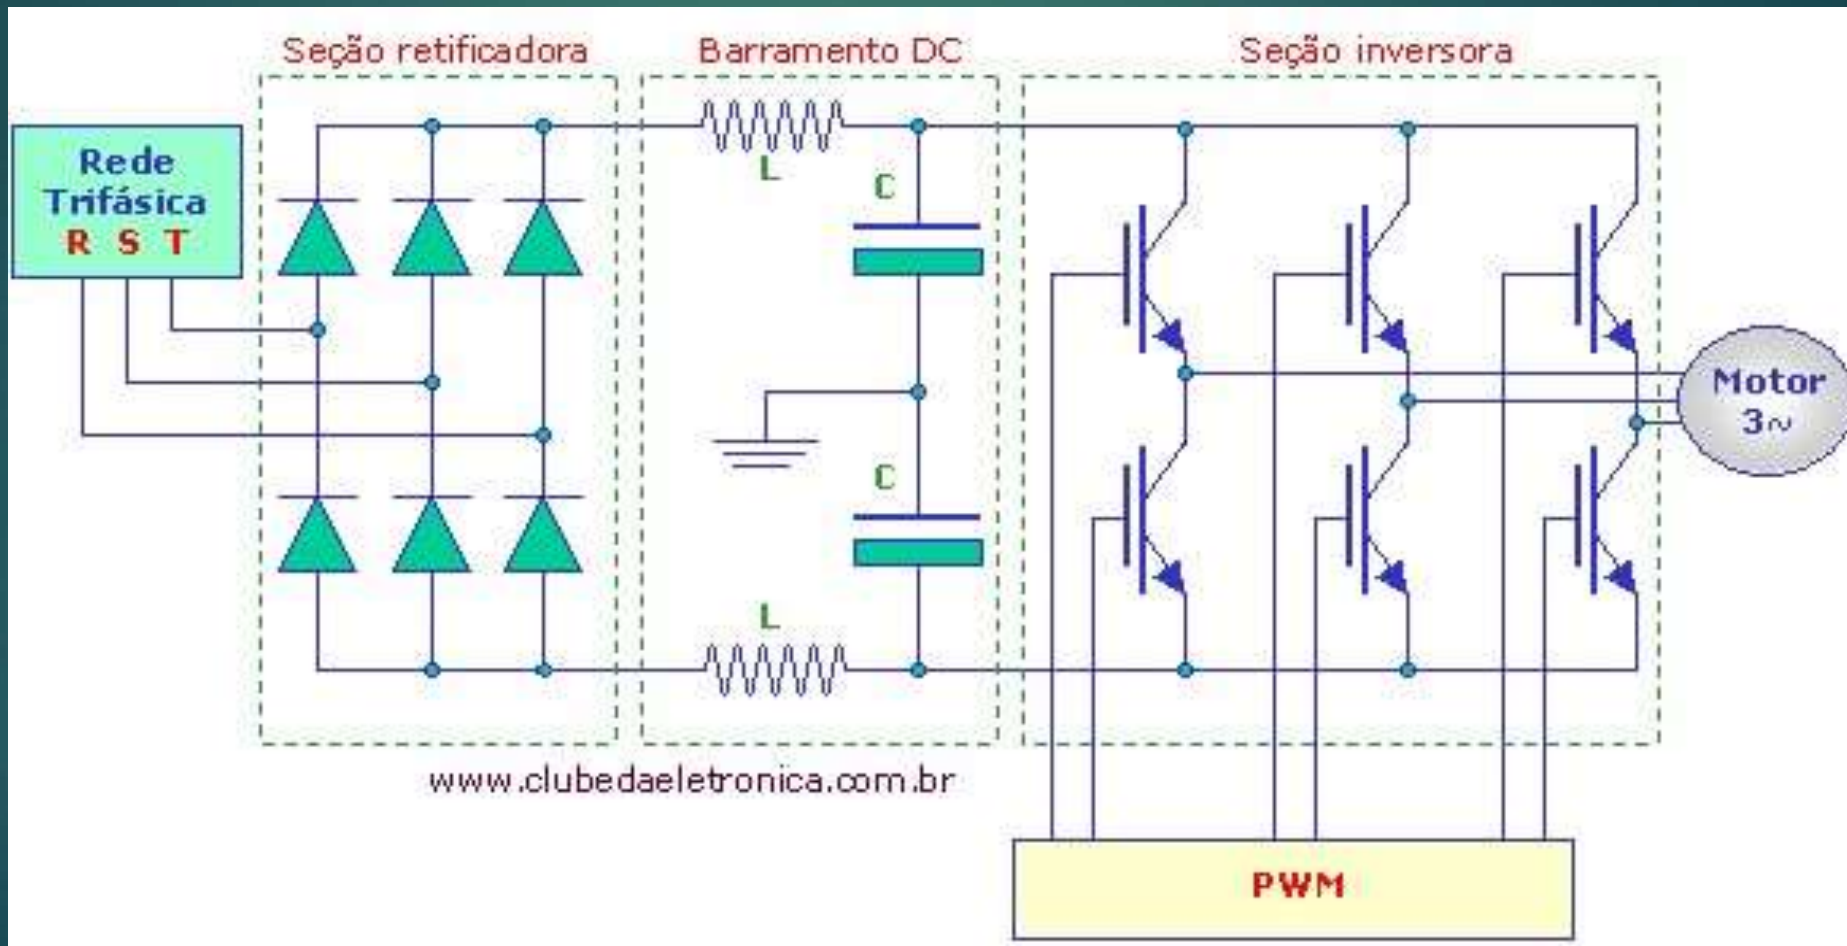 Seção retificadora
Barramento DC
Seção inversora
Rede
Trifásica
R S T
L
C
C
L
Motor
3~
www.clubedaeletronica.com.br
PWM